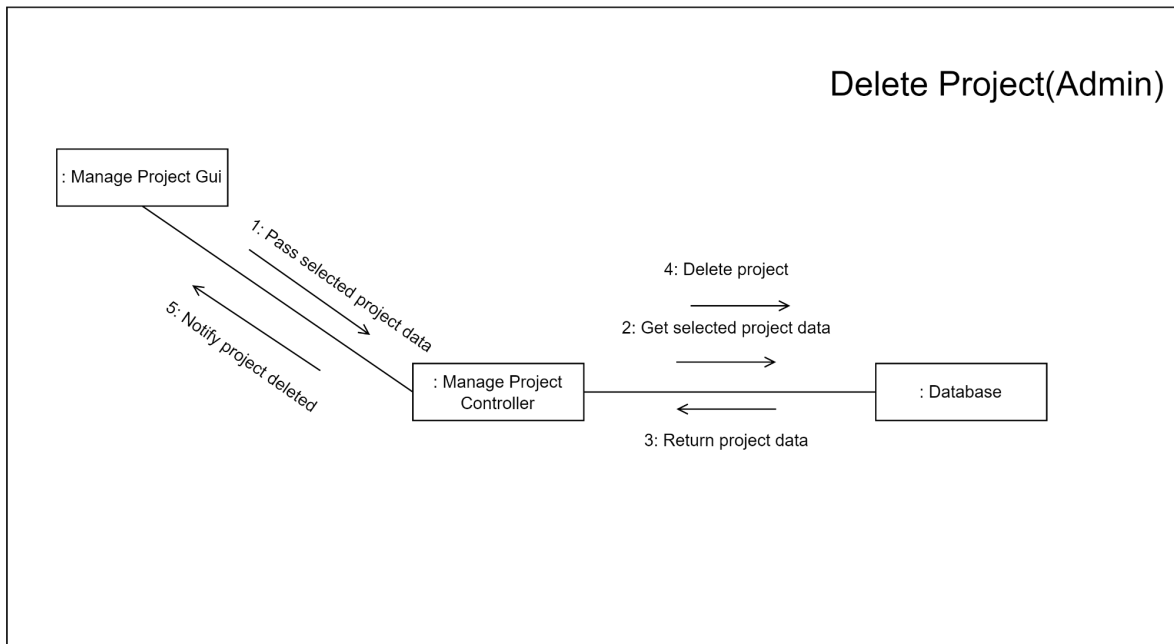 Delete Project(Admin)
: Manage Project Gui
1: Pass selected project data
5: Notify project deleted
4: Delete project
2: Get selected project data
: Manage Project
Controller
: Database
3: Return project data